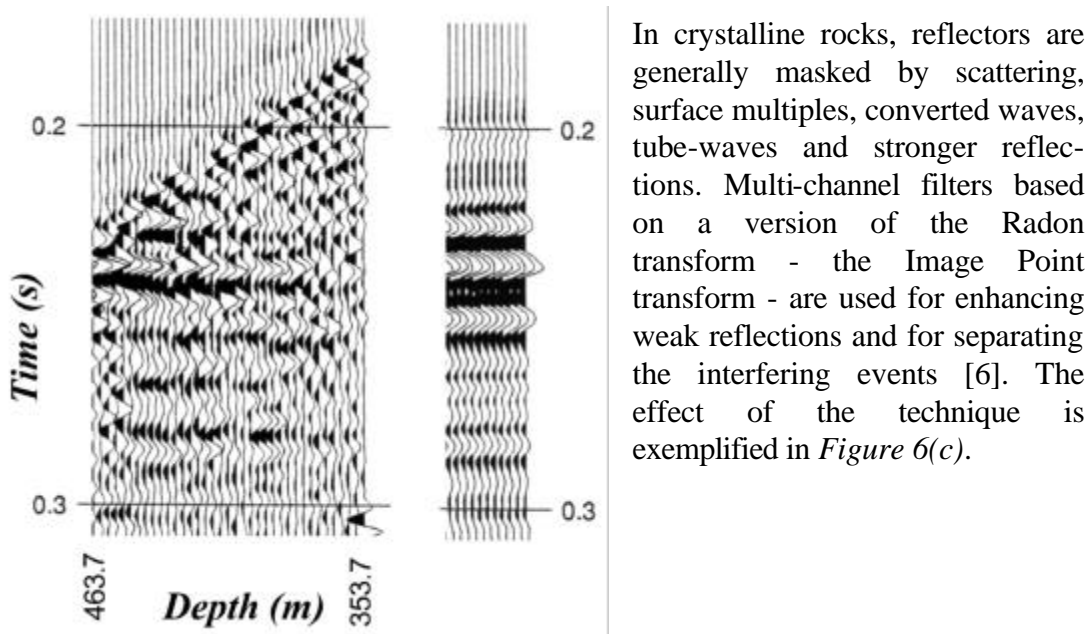 0.2
0.3
Time (s)
463.7
Depth (m)
353.7
0.2
0.3
In crystalline rocks, reflectors are
generally masked by scattering,
surface multiples, converted waves,
tube-waves and stronger reflec-
tions. Multi-channel filters based
on a version of the Radon
transform - the Image Point
transform - are used for enhancing
weak reflections and for separating
the interfering events [6]. The
effect of the technique is
exemplified in Figure 6(c).